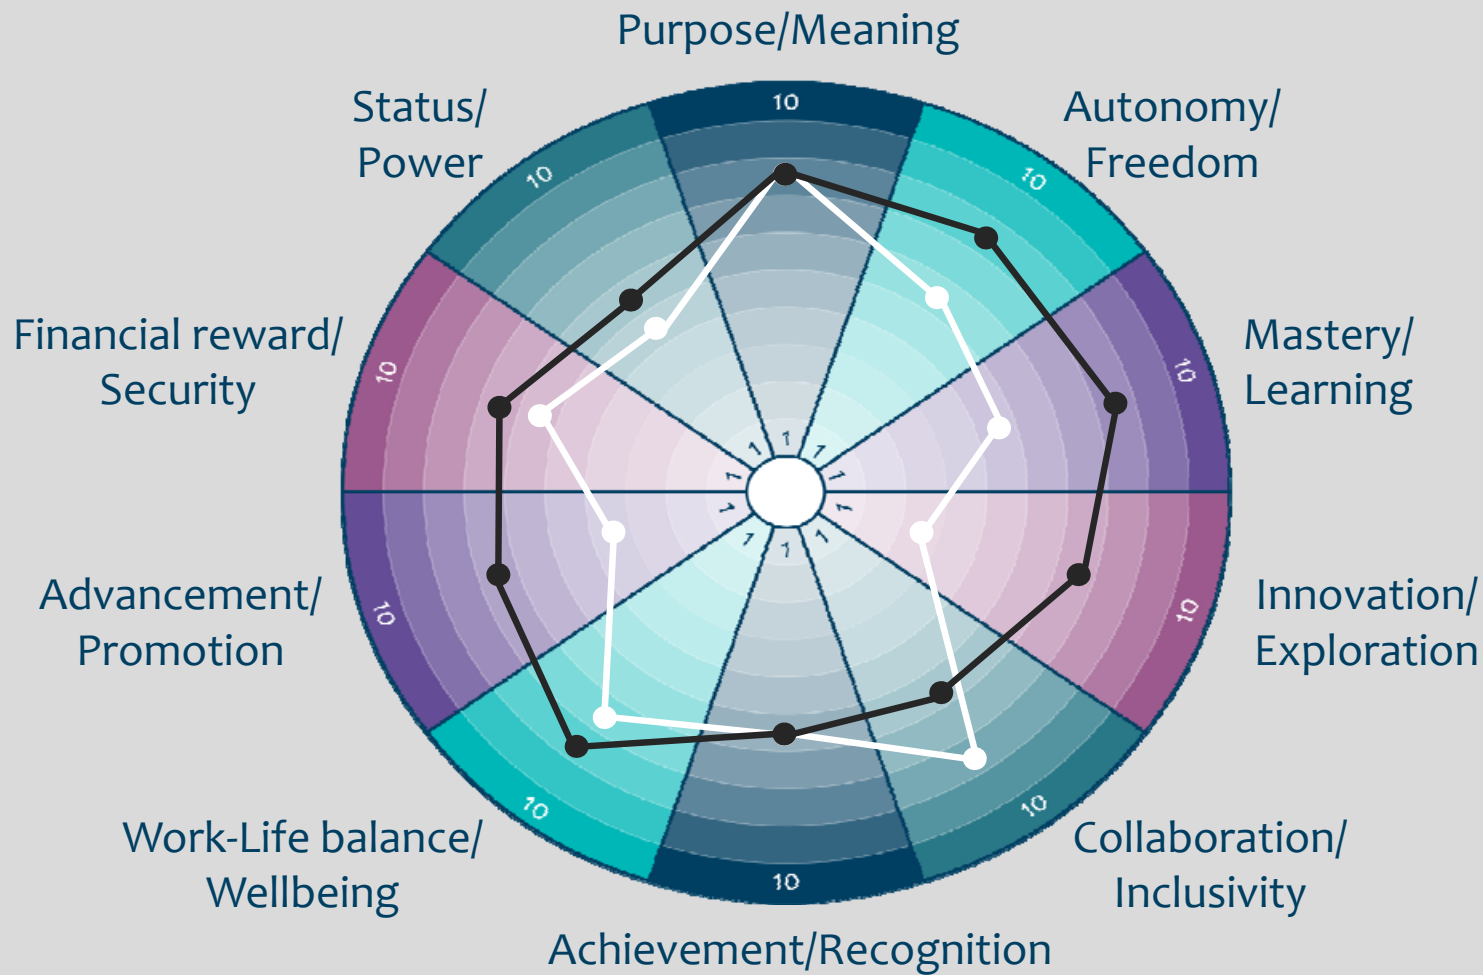 Purpose/Meaning
Status/
Power
Autonomy/
Freedom
10
10
10
Financial reward/
Security
Mastery/
Learning
10
10
1
1
1
1
1
1
1
1
1
1
Advancement/
Promotion
Innovation/
Exploration
10
10
Work-Life balance/
Wellbeing
Collaboration/
Inclusivity
10
10
10
Achievement/Recognition